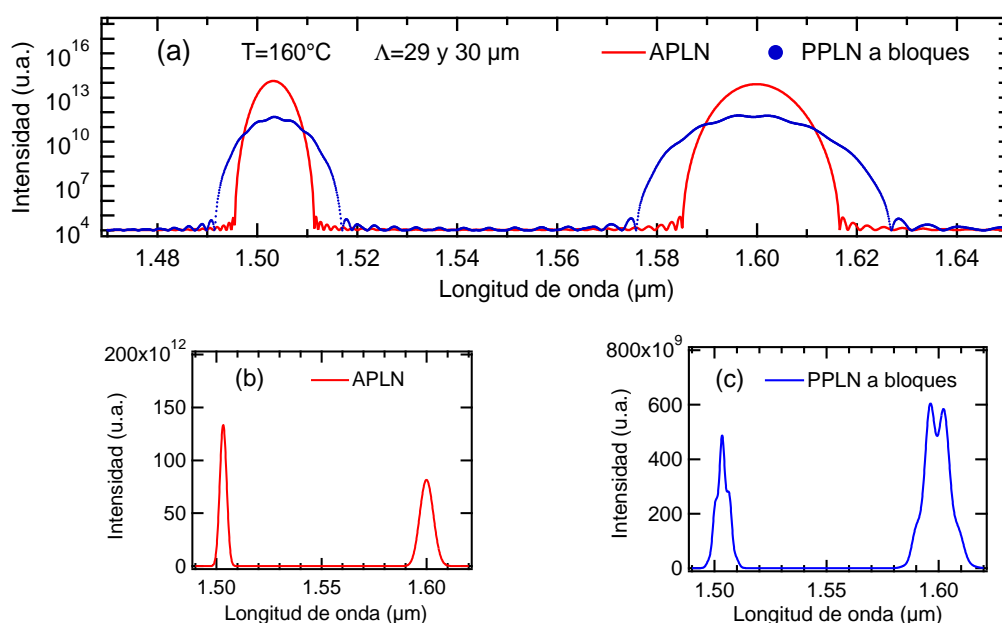 (a) T=160°C Λ=29 y 30 µm APLN PPLN a bloques
Intensidad (u.a.)
10^16
10^13
10^10
10^7
10^4
1.48 1.50 1.52 1.54 1.56 1.58 1.60 1.62 1.64
Longitud de onda (µm)
(b) APLN
Intensidad (u.a.)
200x10^12
150
100
50
0
1.50 1.55 1.60
Longitud de onda (µm)
(c) PPLN a bloques
Intensidad (u.a.)
800x10^9
600
400
200
0
1.50 1.55 1.60
Longitud de onda (µm)